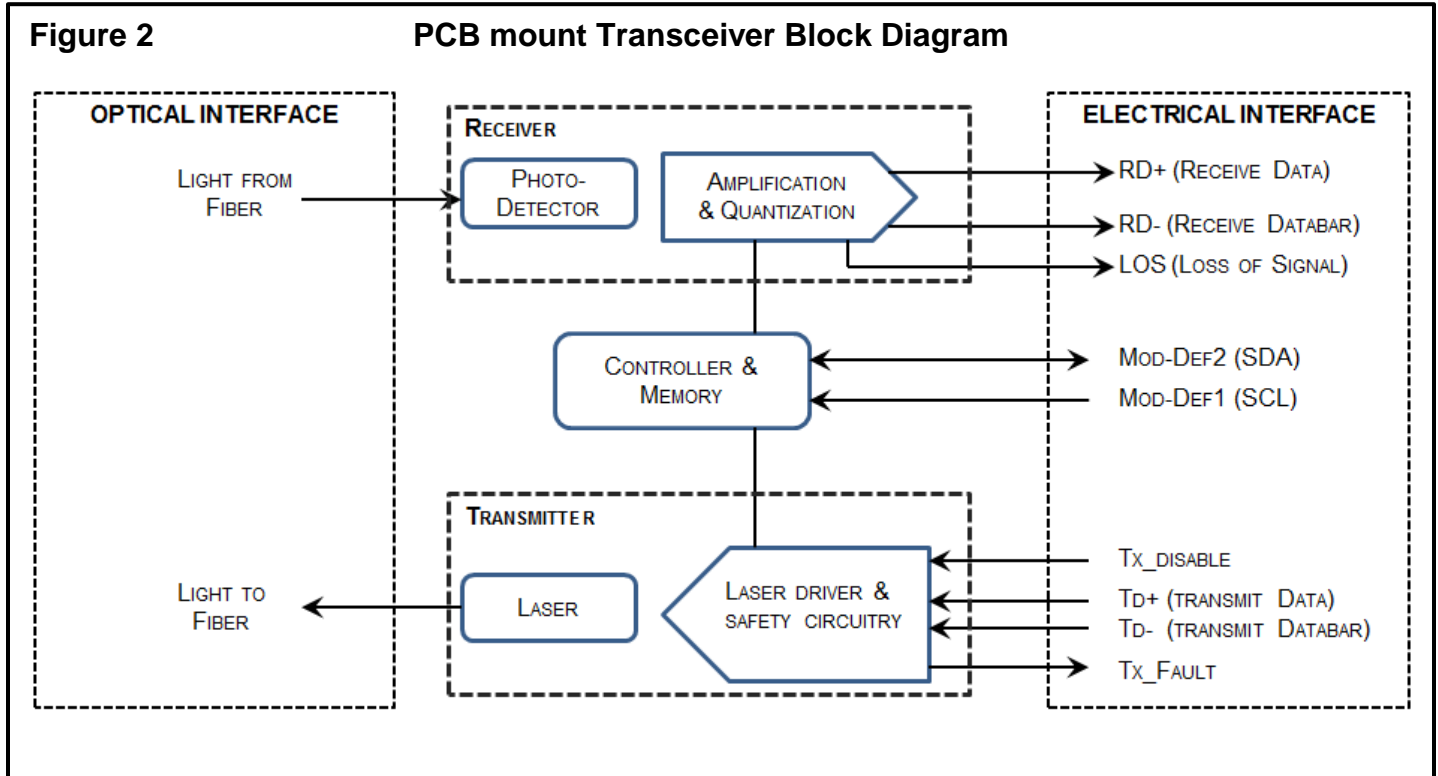 Figure 2 PCB mount Transceiver Block Diagram
OPTICAL INTERFACE
LIGHT FROM
FIBER
LIGHT TO
FIBER
RECEIVER
PHOTO-
DETECTOR
AMPLIFICATION
& QUANTIZATION
CONTROLLER &
MEMORY
TRANSMITTER
LASER
LASER DRIVER &
SAFETY CIRCUITRY
ELECTRICAL INTERFACE
RD+ (RECEIVE DATA)
RD- (RECEIVE DATABAR)
LOS (LOSS OF SIGNAL)
MOD-DEF2 (SDA)
MOD-DEF1 (SCL)
TX_DISABLE
TD+ (TRANSMIT DATA)
TD- (TRANSMIT DATABAR)
TX_FAULT